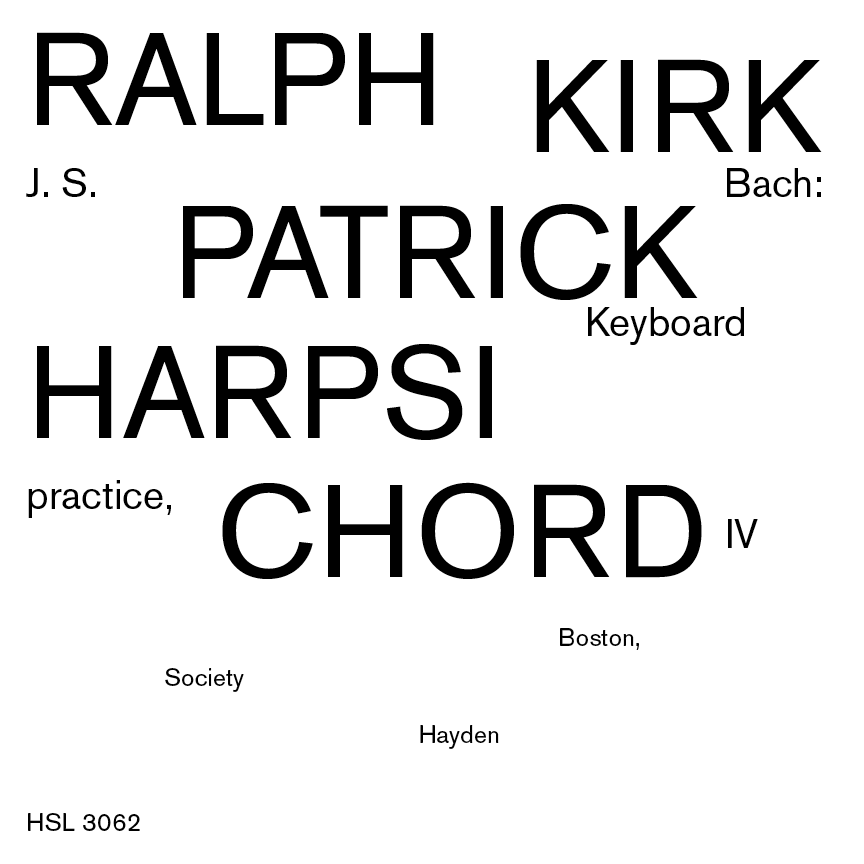 RALPH KIRK
J. S. Bach:
PATRICK
Keyboard
HARPSI
practice,
CHORD IV
Boston,
Society
Hayden
HSL 3062